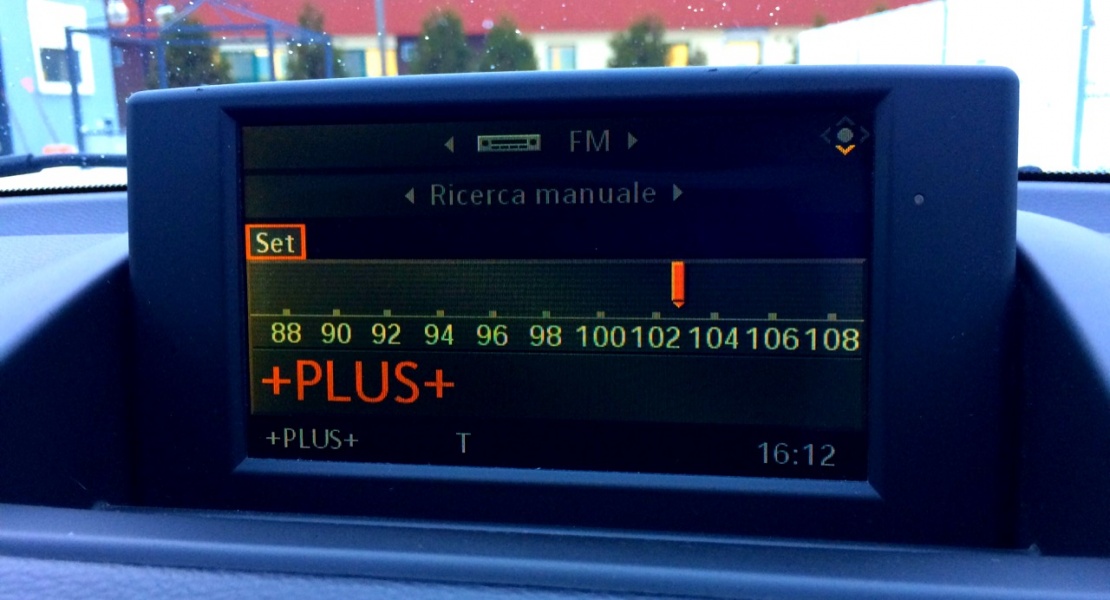 FM
Ricerca manuale
Set
88 90 92 94 96 98 100 102 104 106 108
+PLUS+
+PLUS+ T 16:12